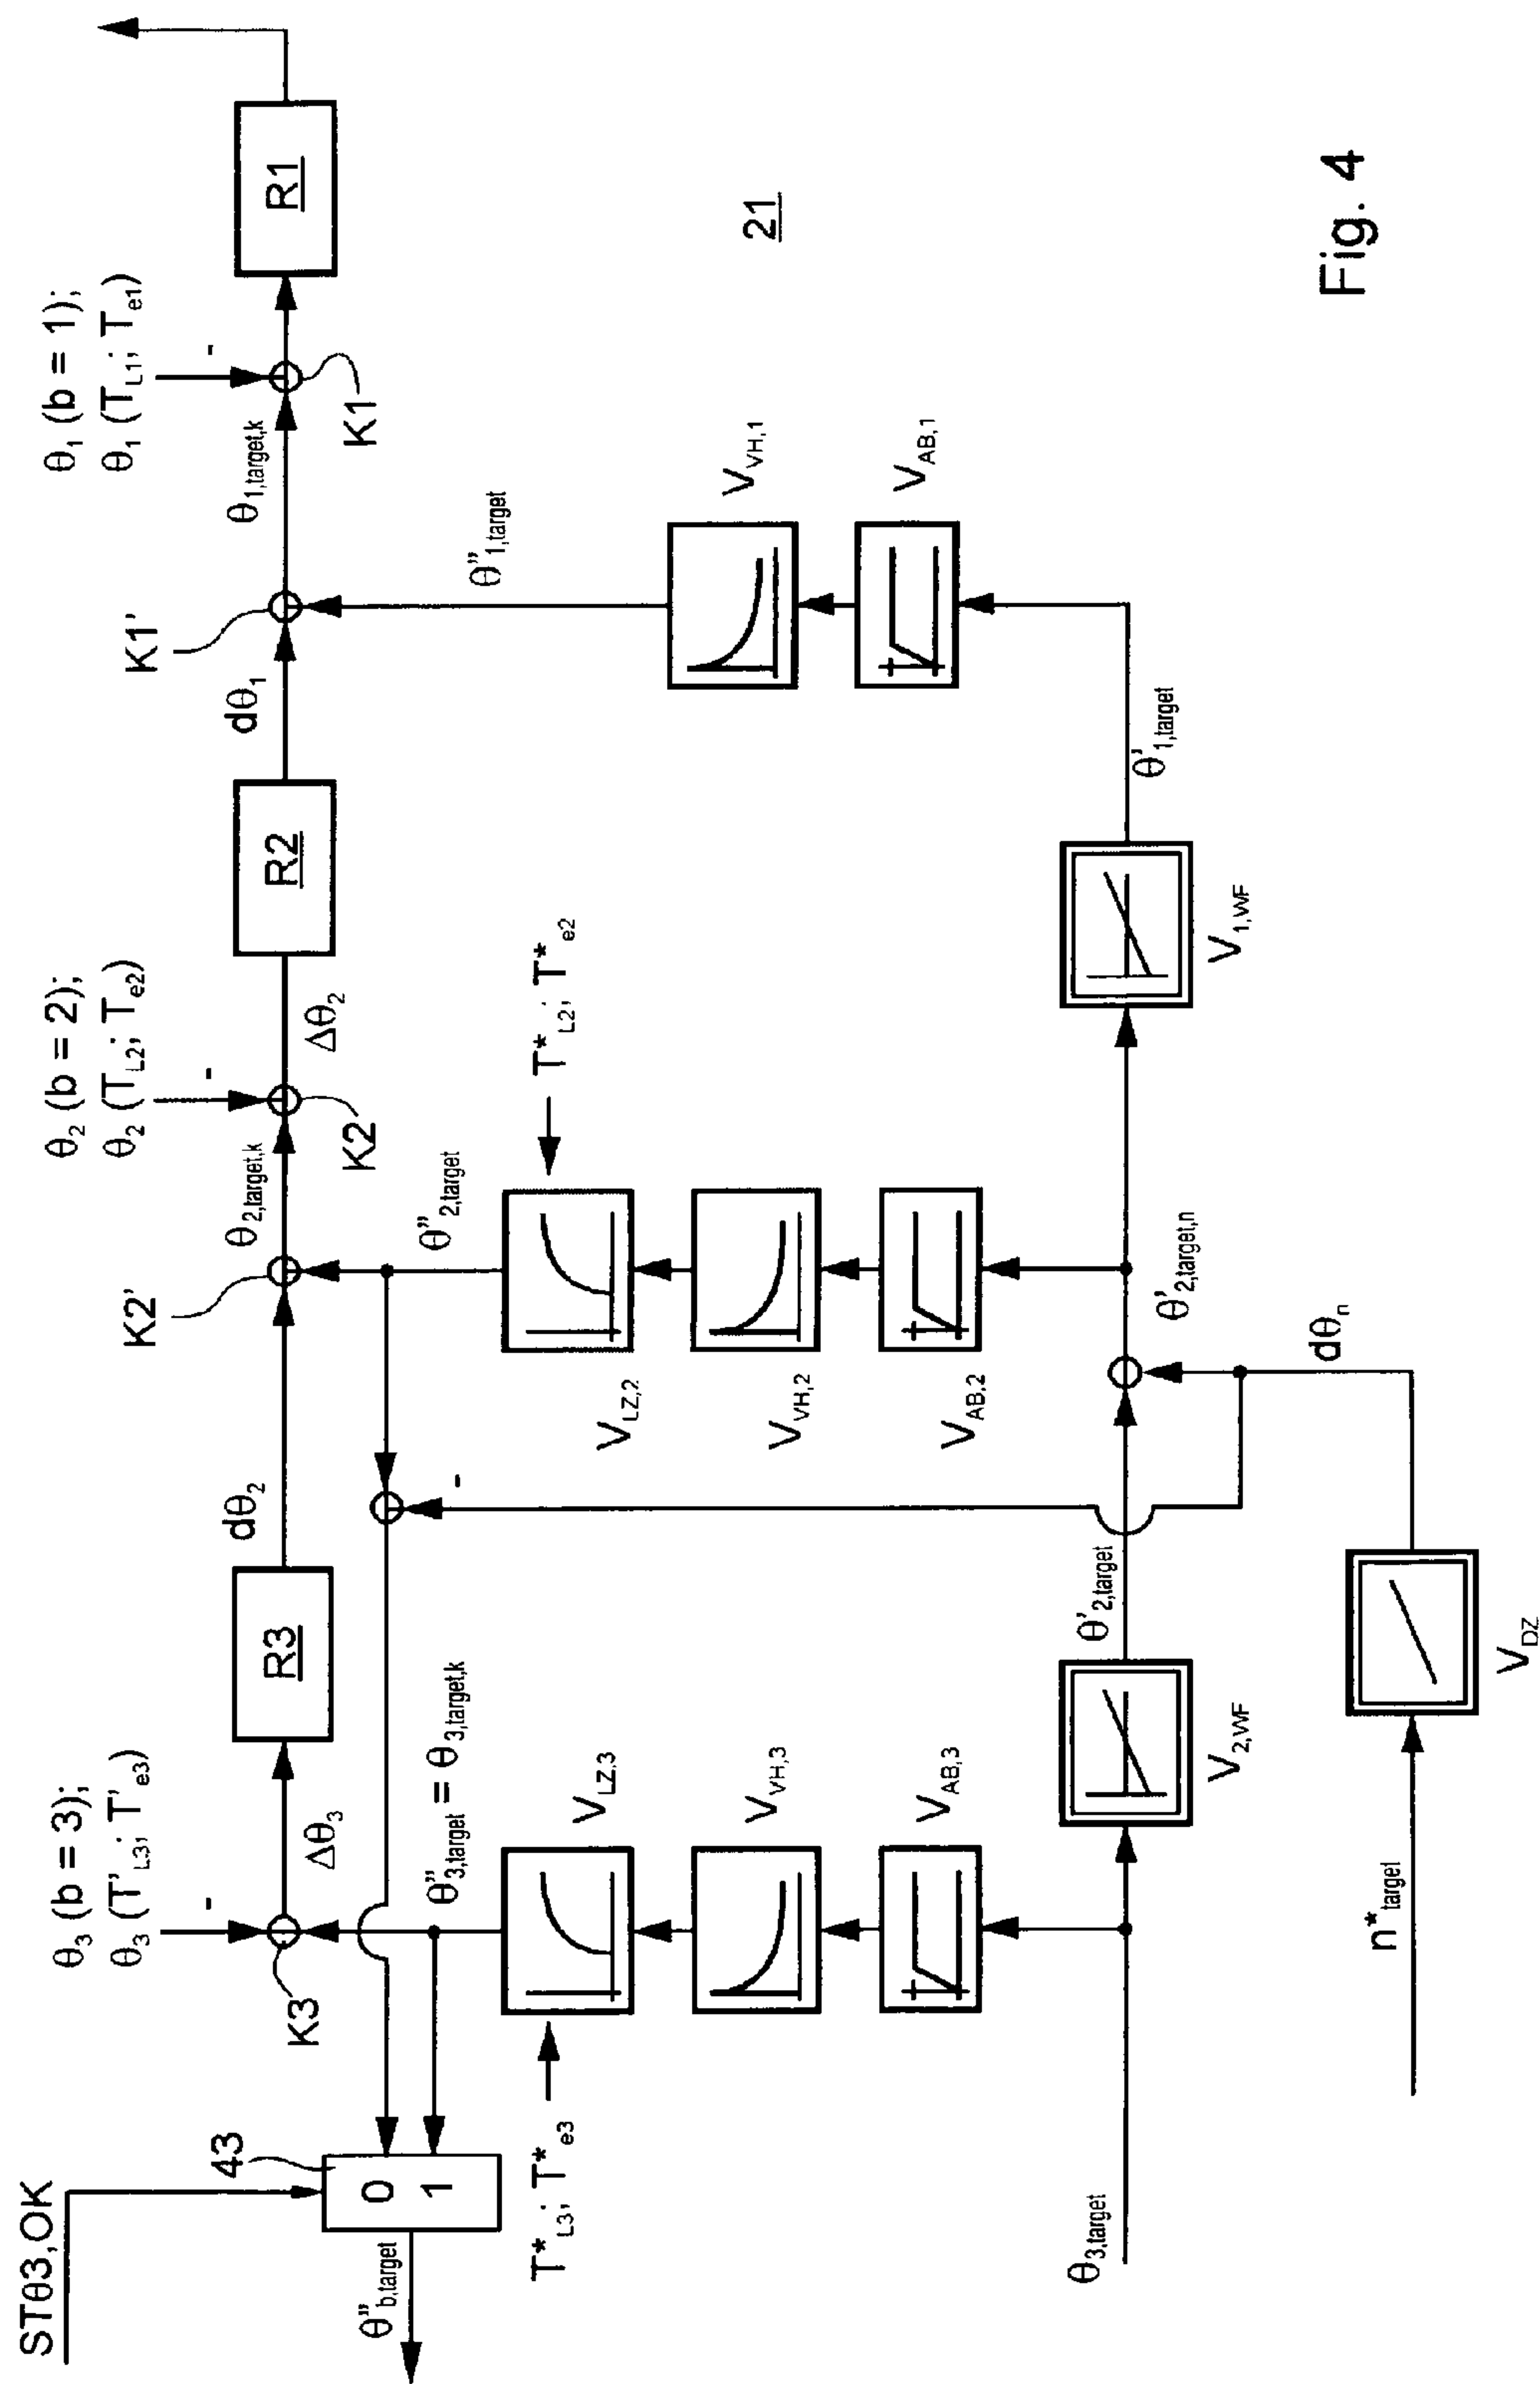 STθ3,OK
43
0
1
θ"b,target
θ3 (b = 3);
θ3 (T'L3; T'e3)
-
K3
Δθ3
R3
dθ2
θ"3,target = θ3,target,k
T*L3; T*e3
VLZ,3
VVH,3
VAB,3
θ3,target
V2,WF
θ'2,target
n*target
VDZ
dθn
-
θ'2,target,n
K2'
θ2,target,k
θ2 (b = 2);
θ2 (TL2; Te2)
-
K2
Δθ2
R2
dθ1
θ"2,target
T*L2; T*e2
VLZ,2
VVH,2
VAB,2
V1,WF
θ'1,target
K1'
θ1,target,k
θ1 (b = 1);
θ1 (TL1; Te1)
-
K1
R1
θ"1,target
VVH,1
VAB,1
21
Fig. 4